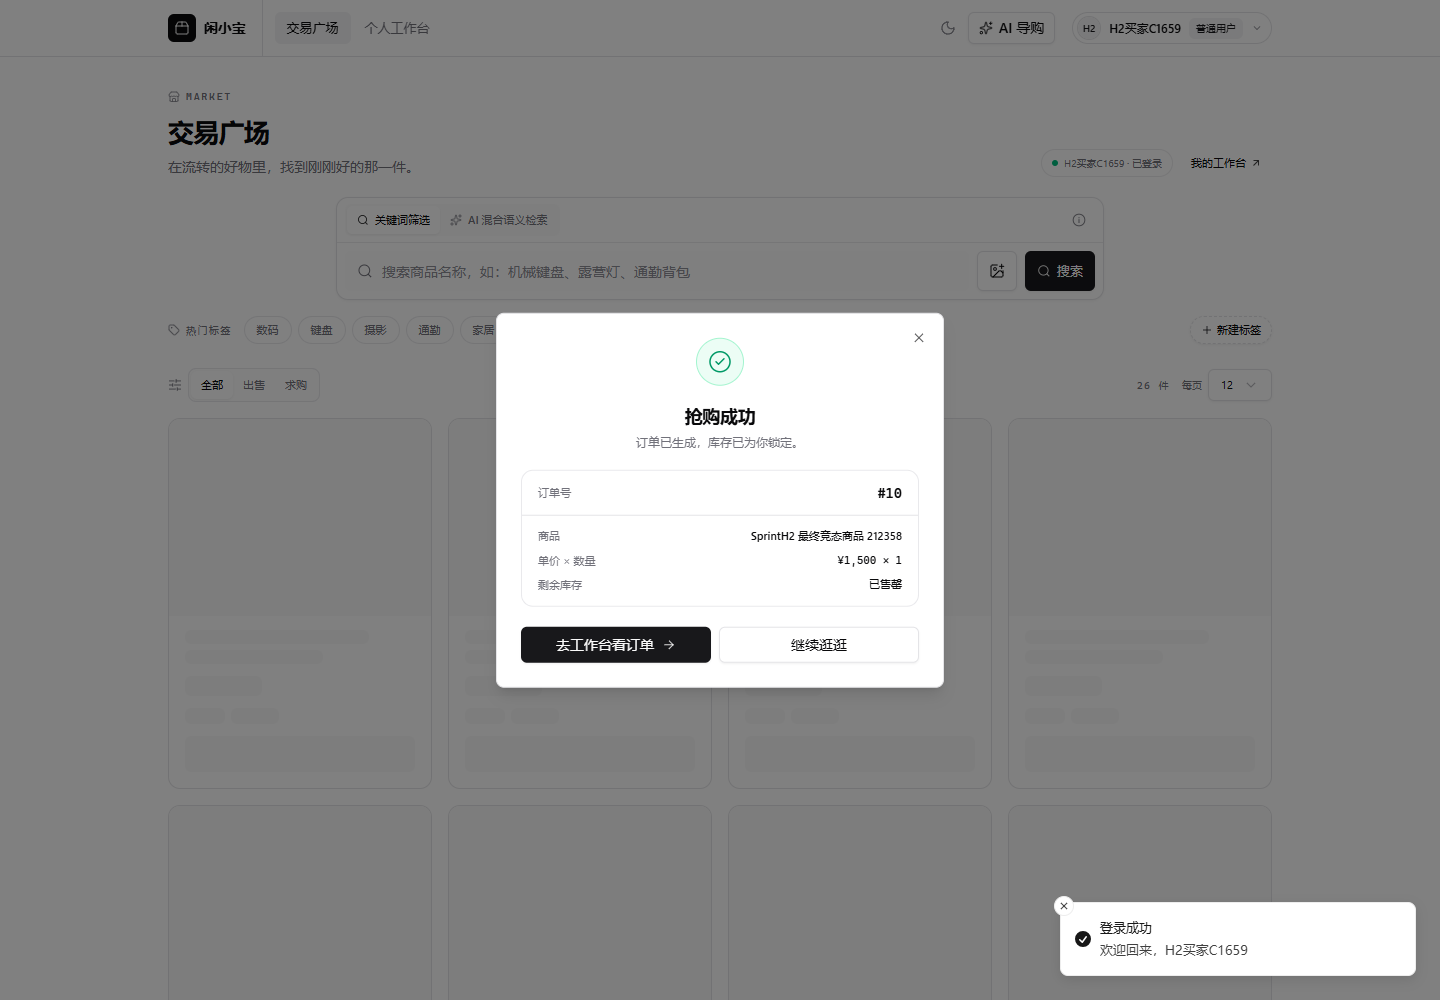 闲小宝
交易广场
个人工作台
AI 导购
H2
H2买家C1659
普通用户
MARKET
交易广场
在流转的好物里，找到刚刚好的那一件。
H2买家C1659 · 已登录
我的工作台
关键词筛选
AI 混合语义检索
搜索商品名称，如：机械键盘、露营灯、通勤背包
搜索
热门标签
数码
键盘
摄影
通勤
家居
新建标签
全部
出售
求购
26 件
每页
12
抢购成功
订单已生成，库存已为你锁定。
订单号
#10
商品
SprintH2 最终竞态商品 212358
单价 × 数量
¥1,500 × 1
剩余库存
已售罄
去工作台看订单
继续逛逛
登录成功
欢迎回来，H2买家C1659